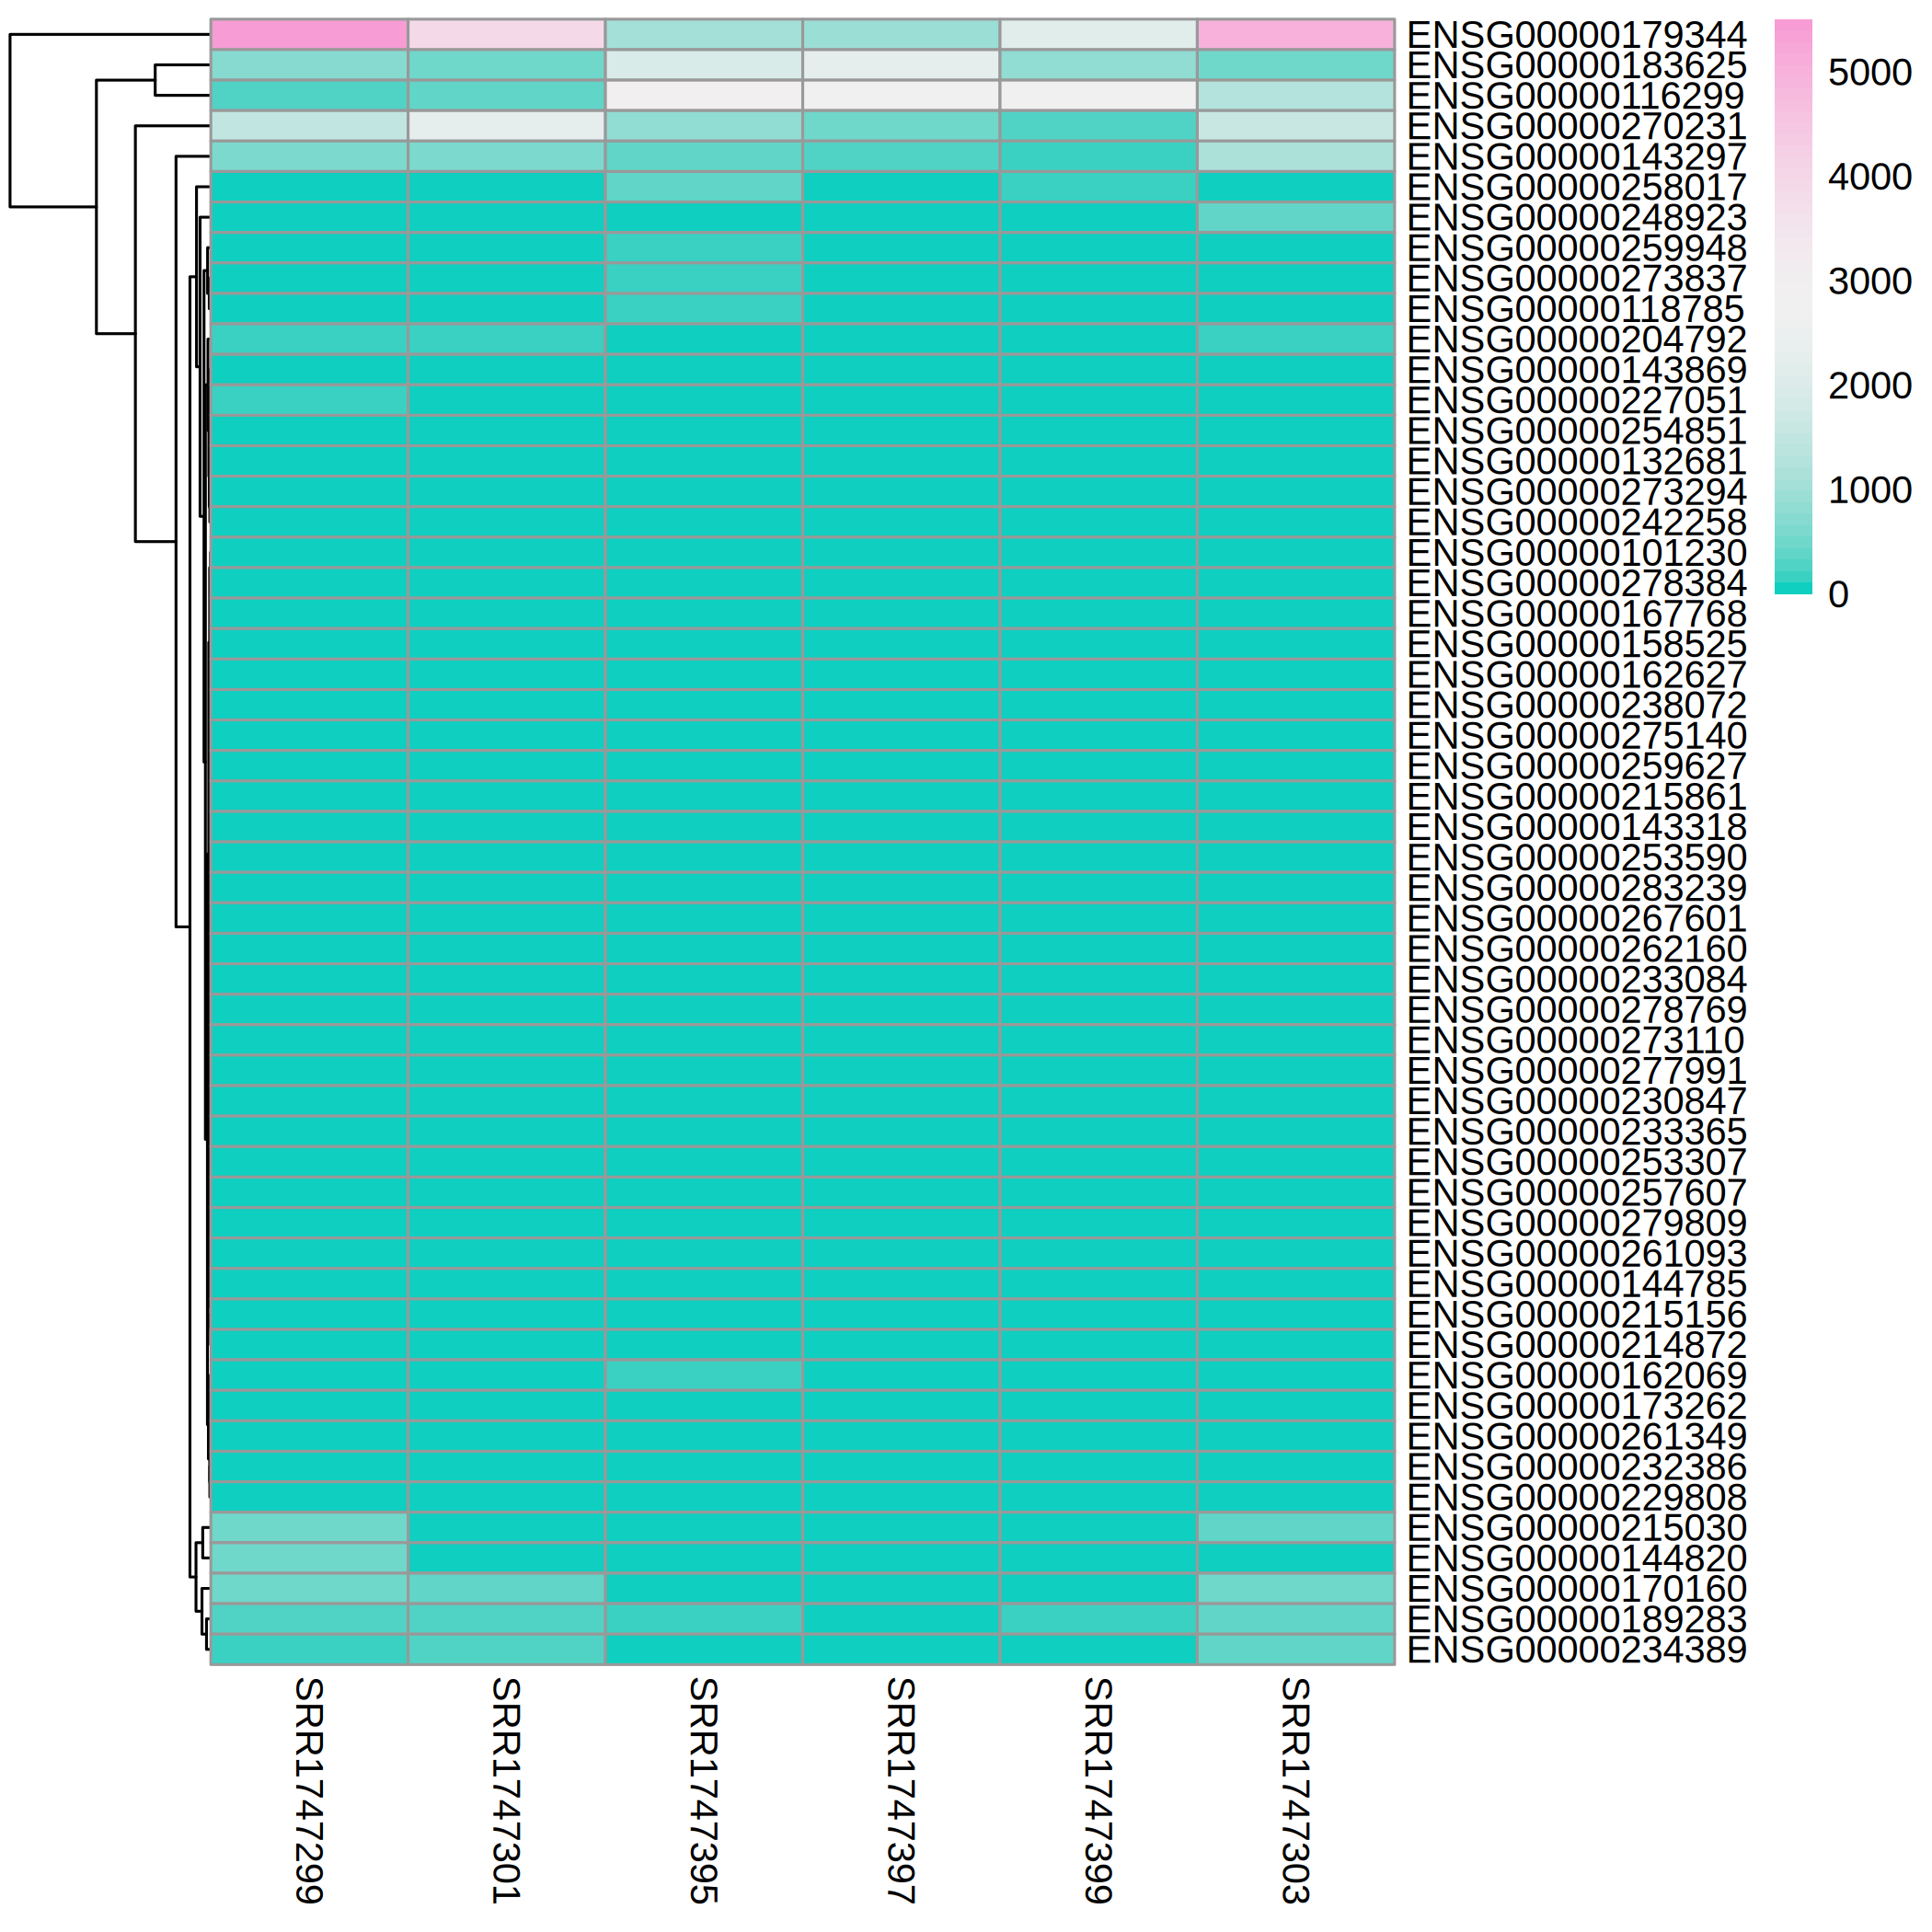 ENSG00000179344
ENSG00000183625
ENSG00000116299
ENSG00000270231
ENSG00000143297
ENSG00000258017
ENSG00000248923
ENSG00000259948
ENSG00000273837
ENSG00000118785
ENSG00000204792
ENSG00000143869
ENSG00000227051
ENSG00000254851
ENSG00000132681
ENSG00000273294
ENSG00000242258
ENSG00000101230
ENSG00000278384
ENSG00000167768
ENSG00000158525
ENSG00000162627
ENSG00000238072
ENSG00000275140
ENSG00000259627
ENSG00000215861
ENSG00000143318
ENSG00000253590
ENSG00000283239
ENSG00000267601
ENSG00000262160
ENSG00000233084
ENSG00000278769
ENSG00000273110
ENSG00000277991
ENSG00000230847
ENSG00000233365
ENSG00000253307
ENSG00000257607
ENSG00000279809
ENSG00000261093
ENSG00000144785
ENSG00000215156
ENSG00000214872
ENSG00000162069
ENSG00000173262
ENSG00000261349
ENSG00000232386
ENSG00000229808
ENSG00000215030
ENSG00000144820
ENSG00000170160
ENSG00000189283
ENSG00000234389
5000
4000
3000
2000
1000
0
SRR1747299
SRR1747301
SRR1747395
SRR1747397
SRR1747399
SRR1747303